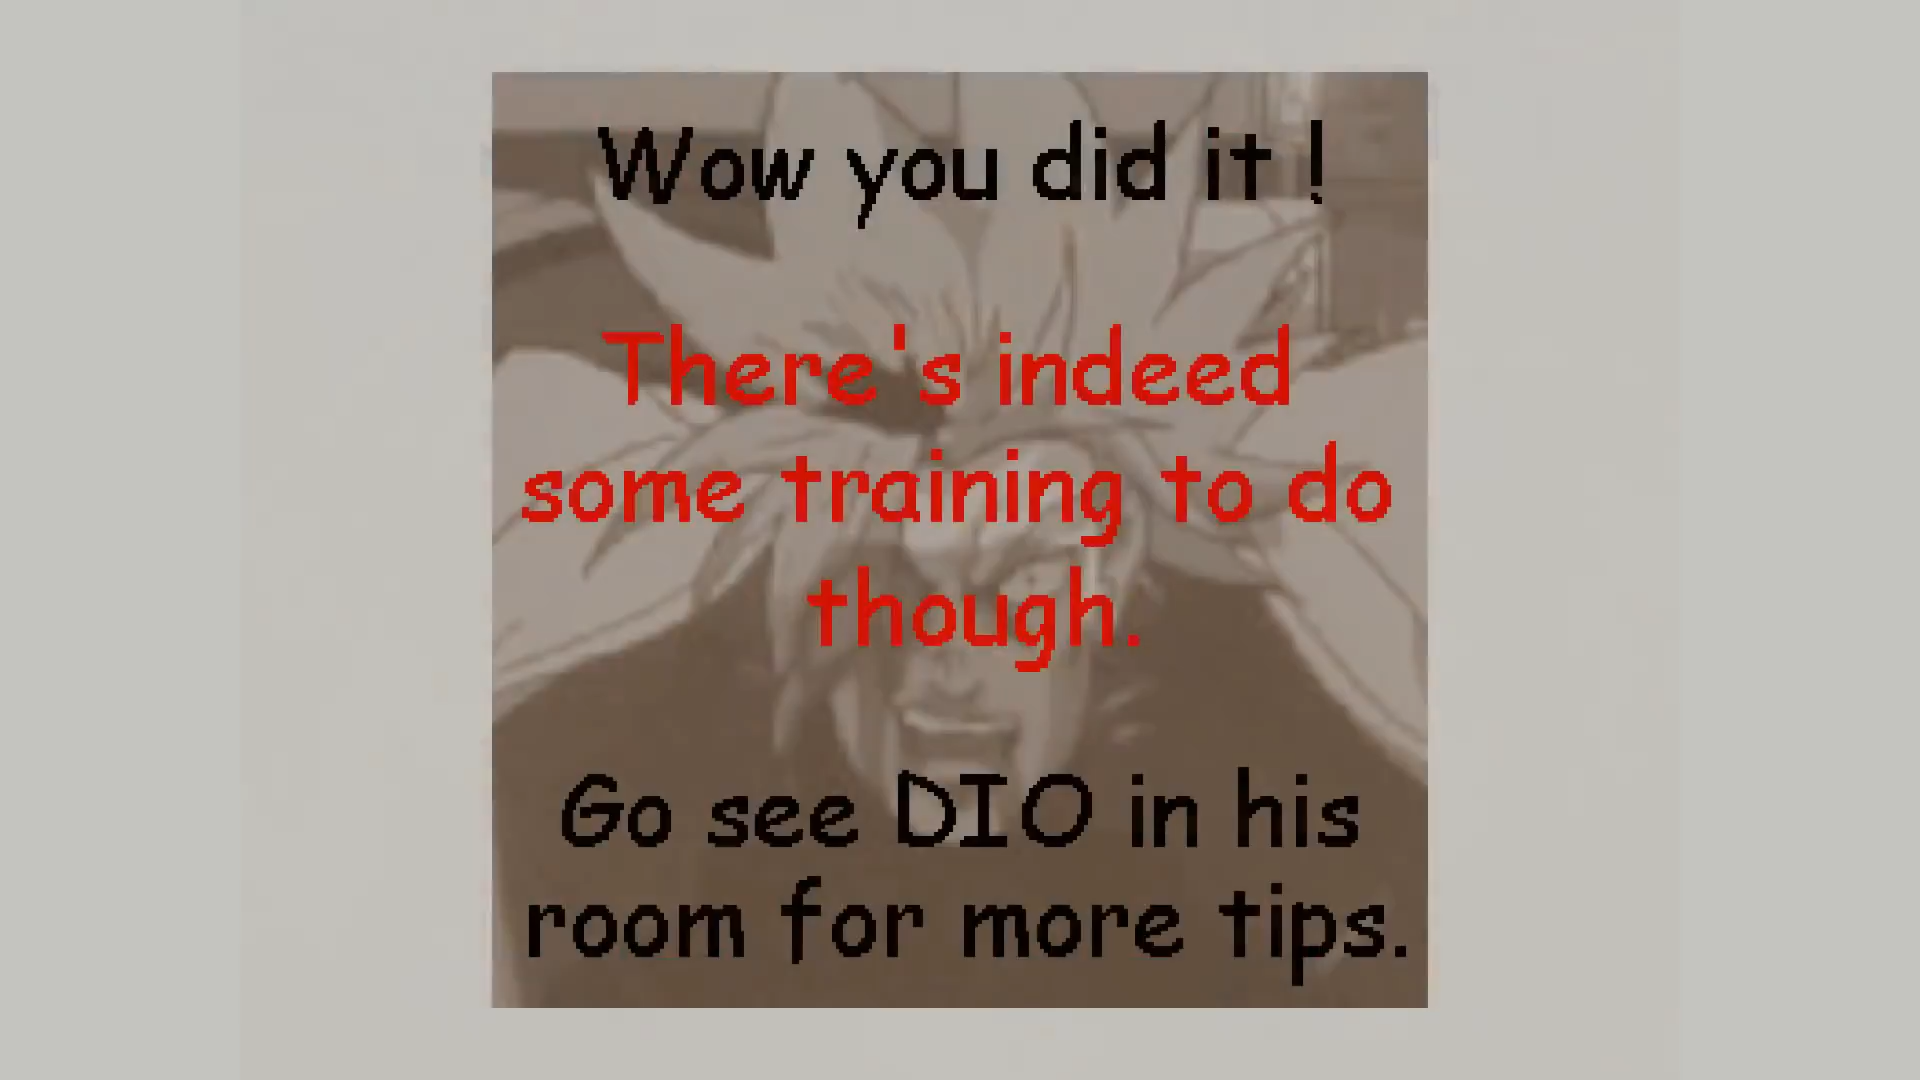 Wow you did it !
There's indeed
some training to do
though.
Go see DIO in his
room for more tips.